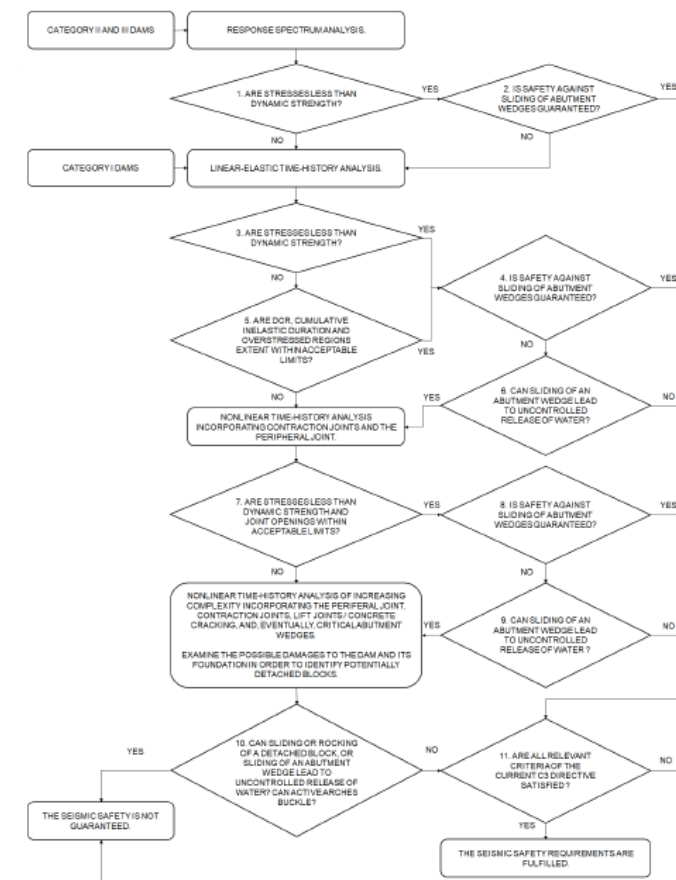 CATEGORY II AND III DAMS
RESPONSE SPECTRUM ANALYSIS.
1. ARE STRESSES LESS THAN
DYNAMIC STRENGTH?
YES
2. IS SAFETY AGAINST
SLIDING OF ABUTMENT
WEDGES GUARANTEED?
YES
NO
NO
CATEGORY I DAMS
LINEAR-ELASTIC TIME-HISTORY ANALYSIS.
3. ARE STRESSES LESS THAN
DYNAMIC STRENGTH?
YES
NO
4. IS SAFETY AGAINST
SLIDING OF ABUTMENT
WEDGES GUARANTEED?
YES
NO
5. ARE DCR, CUMULATIVE
INELASTIC DURATION AND
OVERSTRESSED REGIONS
EXTENT WITHIN ACCEPTABLE
LIMITS?
YES
NO
6. CAN SLIDING OF AN
ABUTMENT WEDGE LEAD
TO UNCONTROLLED
RELEASE OF WATER?
YES
NO
NONLINEAR TIME-HISTORY ANALYSIS
INCORPORATING CONTRACTION JOINTS AND THE
PERIPHERAL JOINT.
7. ARE STRESSES LESS THAN
DYNAMIC STRENGTH AND
JOINT OPENINGS WITHIN
ACCEPTABLE LIMITS?
YES
NO
8. IS SAFETY AGAINST
SLIDING OF ABUTMENT
WEDGES GUARANTEED?
YES
NO
NONLINEAR TIME-HISTORY ANALYSIS OF INCREASING
COMPLEXITY INCORPORATING THE PERIFERAL JOINT,
CONTRACTION JOINTS, LIFT JOINTS / CONCRETE
CRACKING, AND, EVENTUALLY, CRITICAL ABUTMENT
WEDGES.
EXAMINE THE POSSIBLE DAMAGES TO THE DAM AND ITS
FOUNDATION IN ORDER TO IDENTIFY POTENTIALLY
DETACHED BLOCKS.
YES
9. CAN SLIDING OF AN
ABUTMENT WEDGE LEAD
TO UNCONTROLLED
RELEASE OF WATER ?
NO
10. CAN SLIDING OR ROCKING
OF A DETACHED BLOCK, OR
SLIDING OF AN ABUTMENT
WEDGE LEAD TO
UNCONTROLLED RELEASE OF
WATER? CAN ACTIVE ARCHES
BUCKLE?
YES
NO
11. ARE ALL RELEVANT
CRITERIA OF THE
CURRENT C3 DIRECTIVE
SATISFIED ?
NO
YES
THE SEISMIC SAFETY IS NOT
GUARANTEED.
THE SEISMIC SAFETY REQUIREMENTS ARE
FULFILLED.